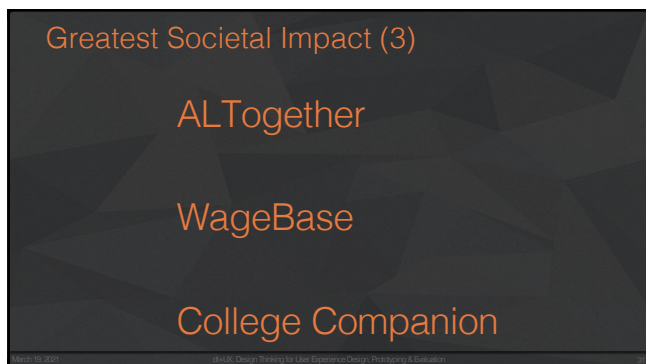 Greatest Societal Impact (3)
ALTogether
WageBase
College Companion
March 19, 2021
dt+UX: Design Thinking for User Experience Design, Prototyping & Evaluation